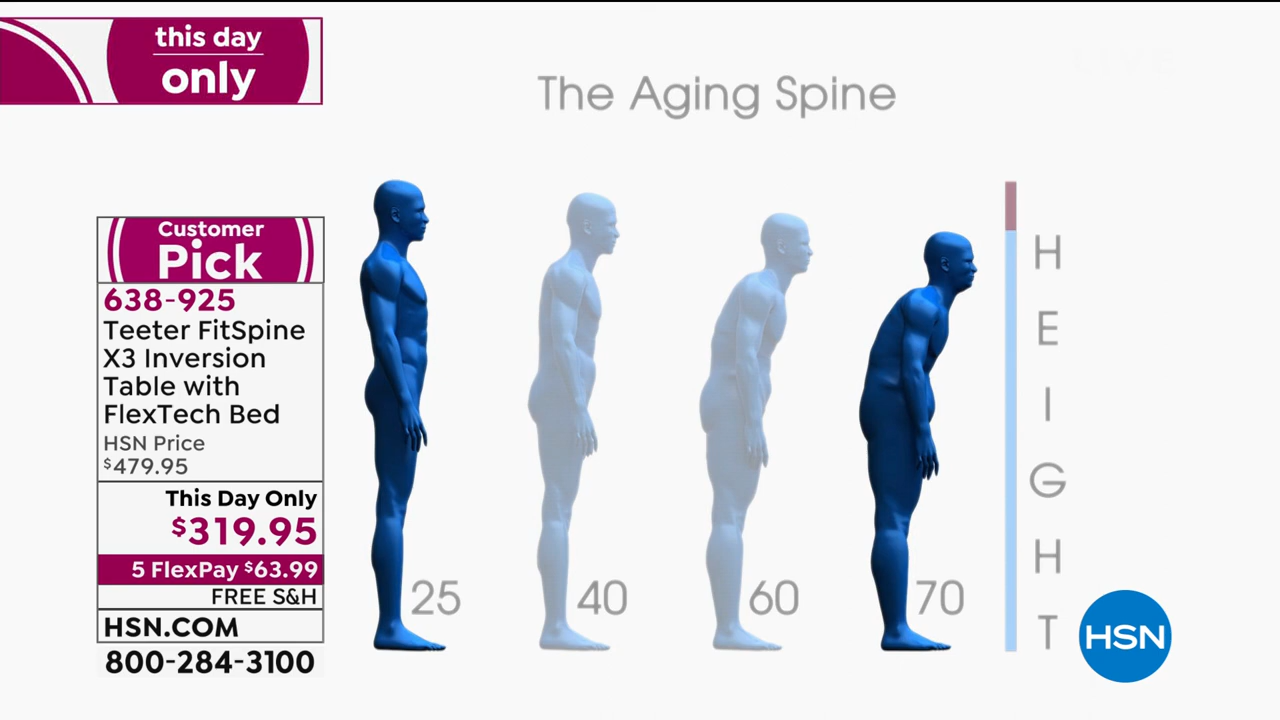 this day
only
The Aging Spine
Customer
Pick
638-925
Teeter FitSpine
X3 Inversion
Table with
FlexTech Bed
HSN Price
$479.95
This Day Only
$319.95
5 FlexPay $63.99
FREE S&H
HSN.COM
800-284-3100
25
40
60
70
H
E
I
G
H
T
HSN